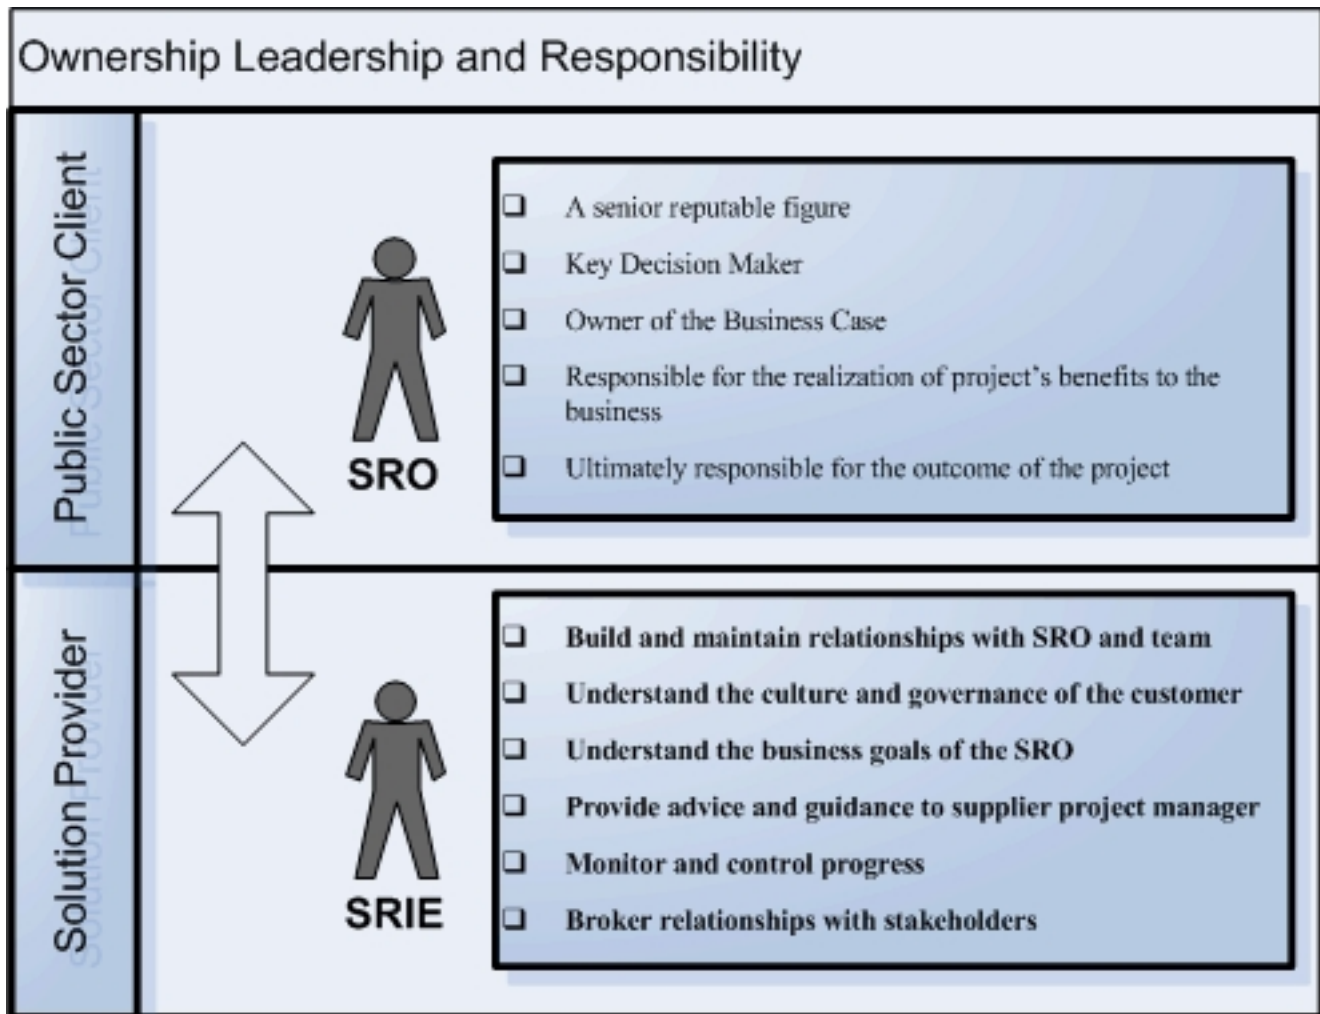 Ownership Leadership and Responsibility
Public Sector Client
SRO
❑ A senior reputable figure
❑ Key Decision Maker
❑ Owner of the Business Case
❑ Responsible for the realization of project's benefits to the
business
❑ Ultimately responsible for the outcome of the project
Solution Provider
SRIE
❑ Build and maintain relationships with SRO and team
❑ Understand the culture and governance of the customer
❑ Understand the business goals of the SRO
❑ Provide advice and guidance to supplier project manager
❑ Monitor and control progress
❑ Broker relationships with stakeholders